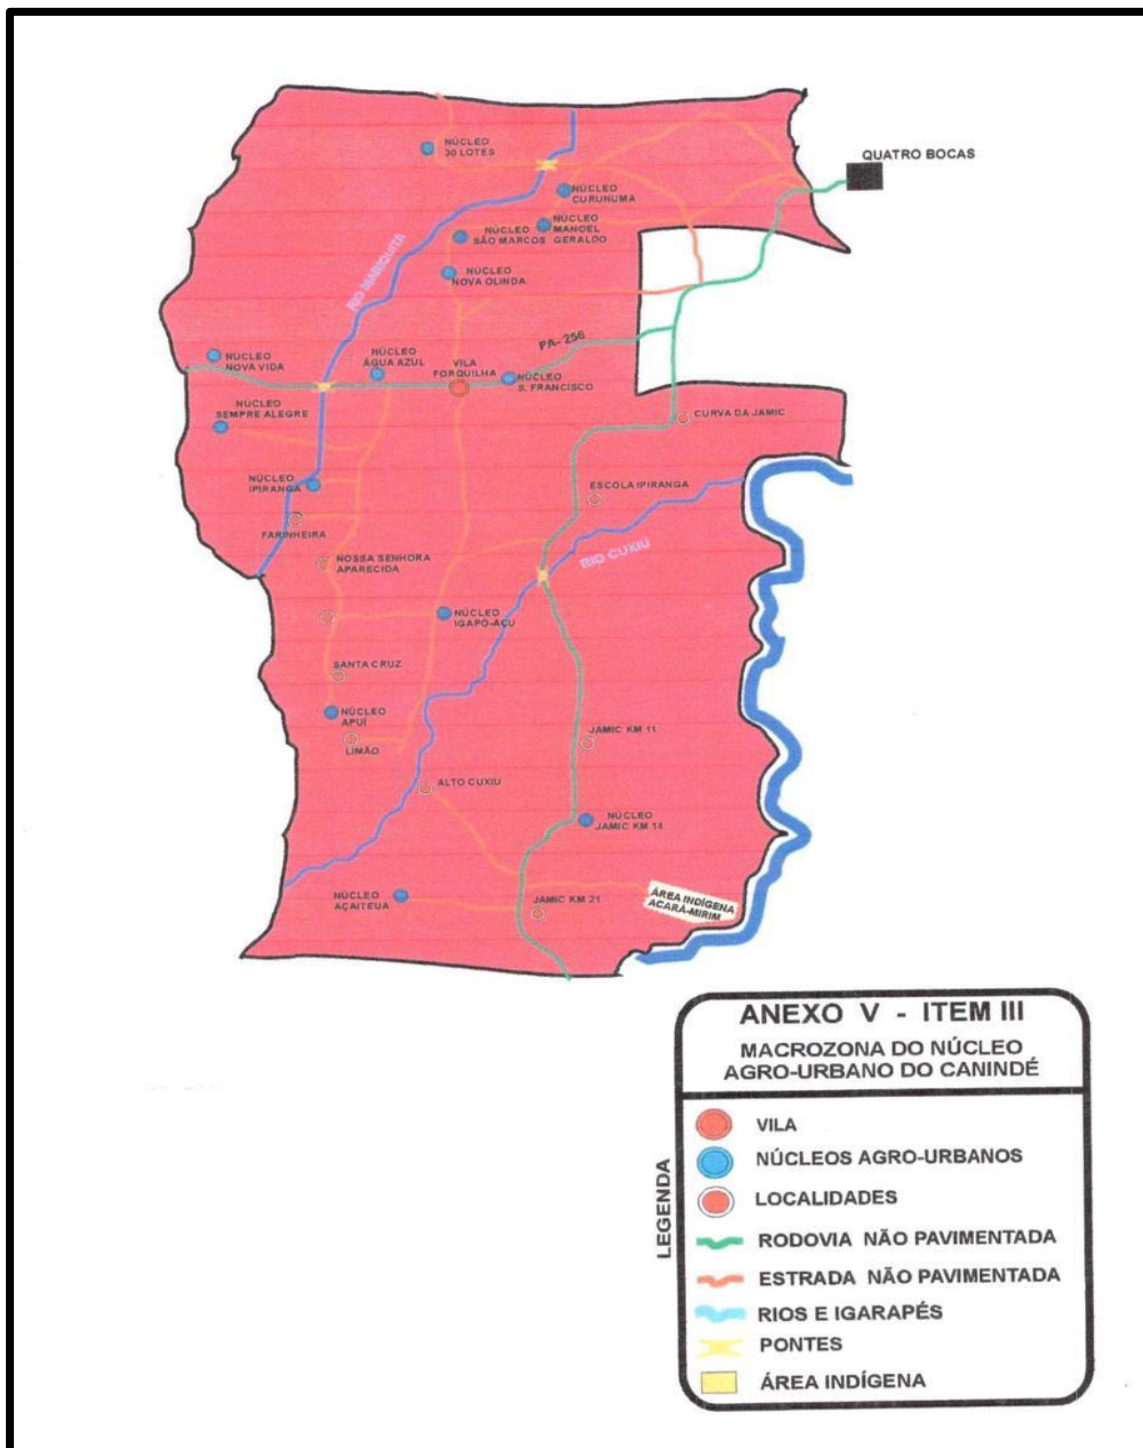 NÚCLEO
30 LOTES
QUATRO BOCAS
NÚCLEO
CURUNUMA
NÚCLEO
MANOEL
GERALDO
NÚCLEO
SÃO MARCOS
NÚCLEO
NOVA OLINDA
RIO MARIQUITA
PA- 256
NÚCLEO
NOVA VIDA
NÚCLEO
ÁGUA AZUL
VILA
FORQUILHA
NÚCLEO
S. FRANCISCO
NÚCLEO
SEMPRE ALEGRE
CURVA DA JAMIC
NÚCLEO
IPIRANGA
ESCOLA IPIRANGA
FARINHEIRA
RIO CUXIU
NOSSA SENHORA
APARECIDA
NÚCLEO
IGAPÓ-AÇU
SANTA CRUZ
NÚCLEO
APUÍ
LIMÃO
JAMIC KM 11
ALTO CUXIU
NÚCLEO
JAMIC KM 14
NÚCLEO
AÇAITEUA
JAMIC KM 21
ÁREA INDÍGENA
ACARÁ-MIRIM
ANEXO V - ITEM III
MACROZONA DO NÚCLEO
AGRO-URBANO DO CANINDÉ
LEGENDA
VILA
NÚCLEOS AGRO-URBANOS
LOCALIDADES
RODOVIA NÃO PAVIMENTADA
ESTRADA NÃO PAVIMENTADA
RIOS E IGARAPÉS
PONTES
ÁREA INDÍGENA